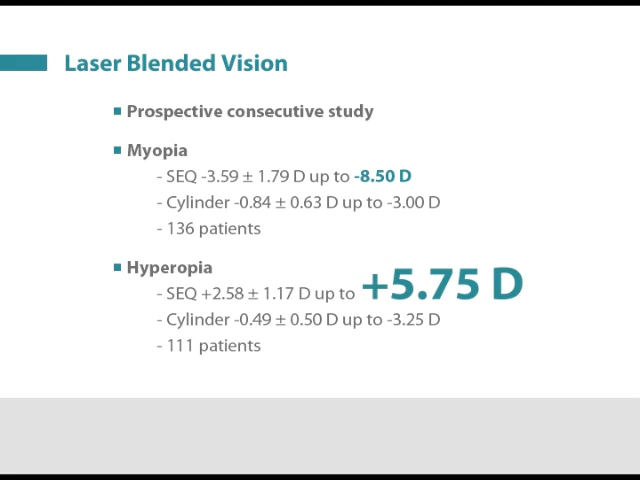 Laser Blended Vision
Prospective consecutive study
Myopia
- SEQ -3.59 ± 1.79 D up to -8.50 D
- Cylinder -0.84 ± 0.63 D up to -3.00 D
- 136 patients
Hyperopia
- SEQ +2.58 ± 1.17 D up to +5.75 D
- Cylinder -0.49 ± 0.50 D up to -3.25 D
- 111 patients